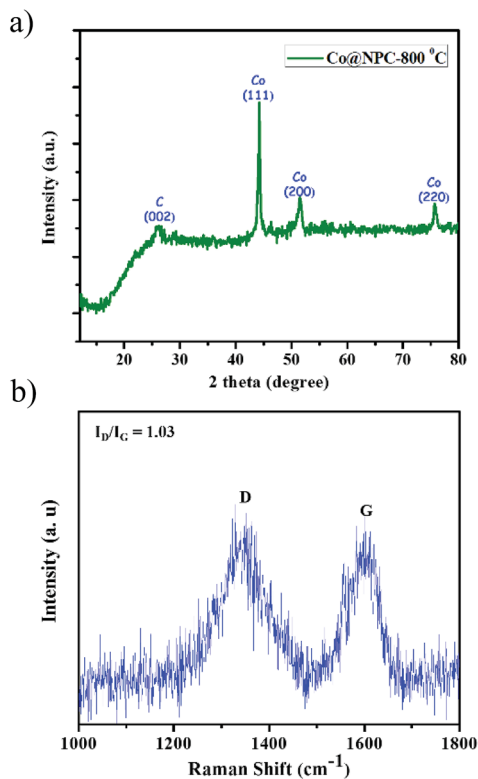 a)
Co@NPC-800 ⁰C
Co
(111)
Co
(200)
Co
(220)
C
(002)
Intensity (a.u.)
20 30 40 50 60 70 80
2 theta (degree)
b)
I_D/I_G = 1.03
D
G
Intensity (a. u)
1000 1200 1400 1600 1800
Raman Shift (cm⁻¹)